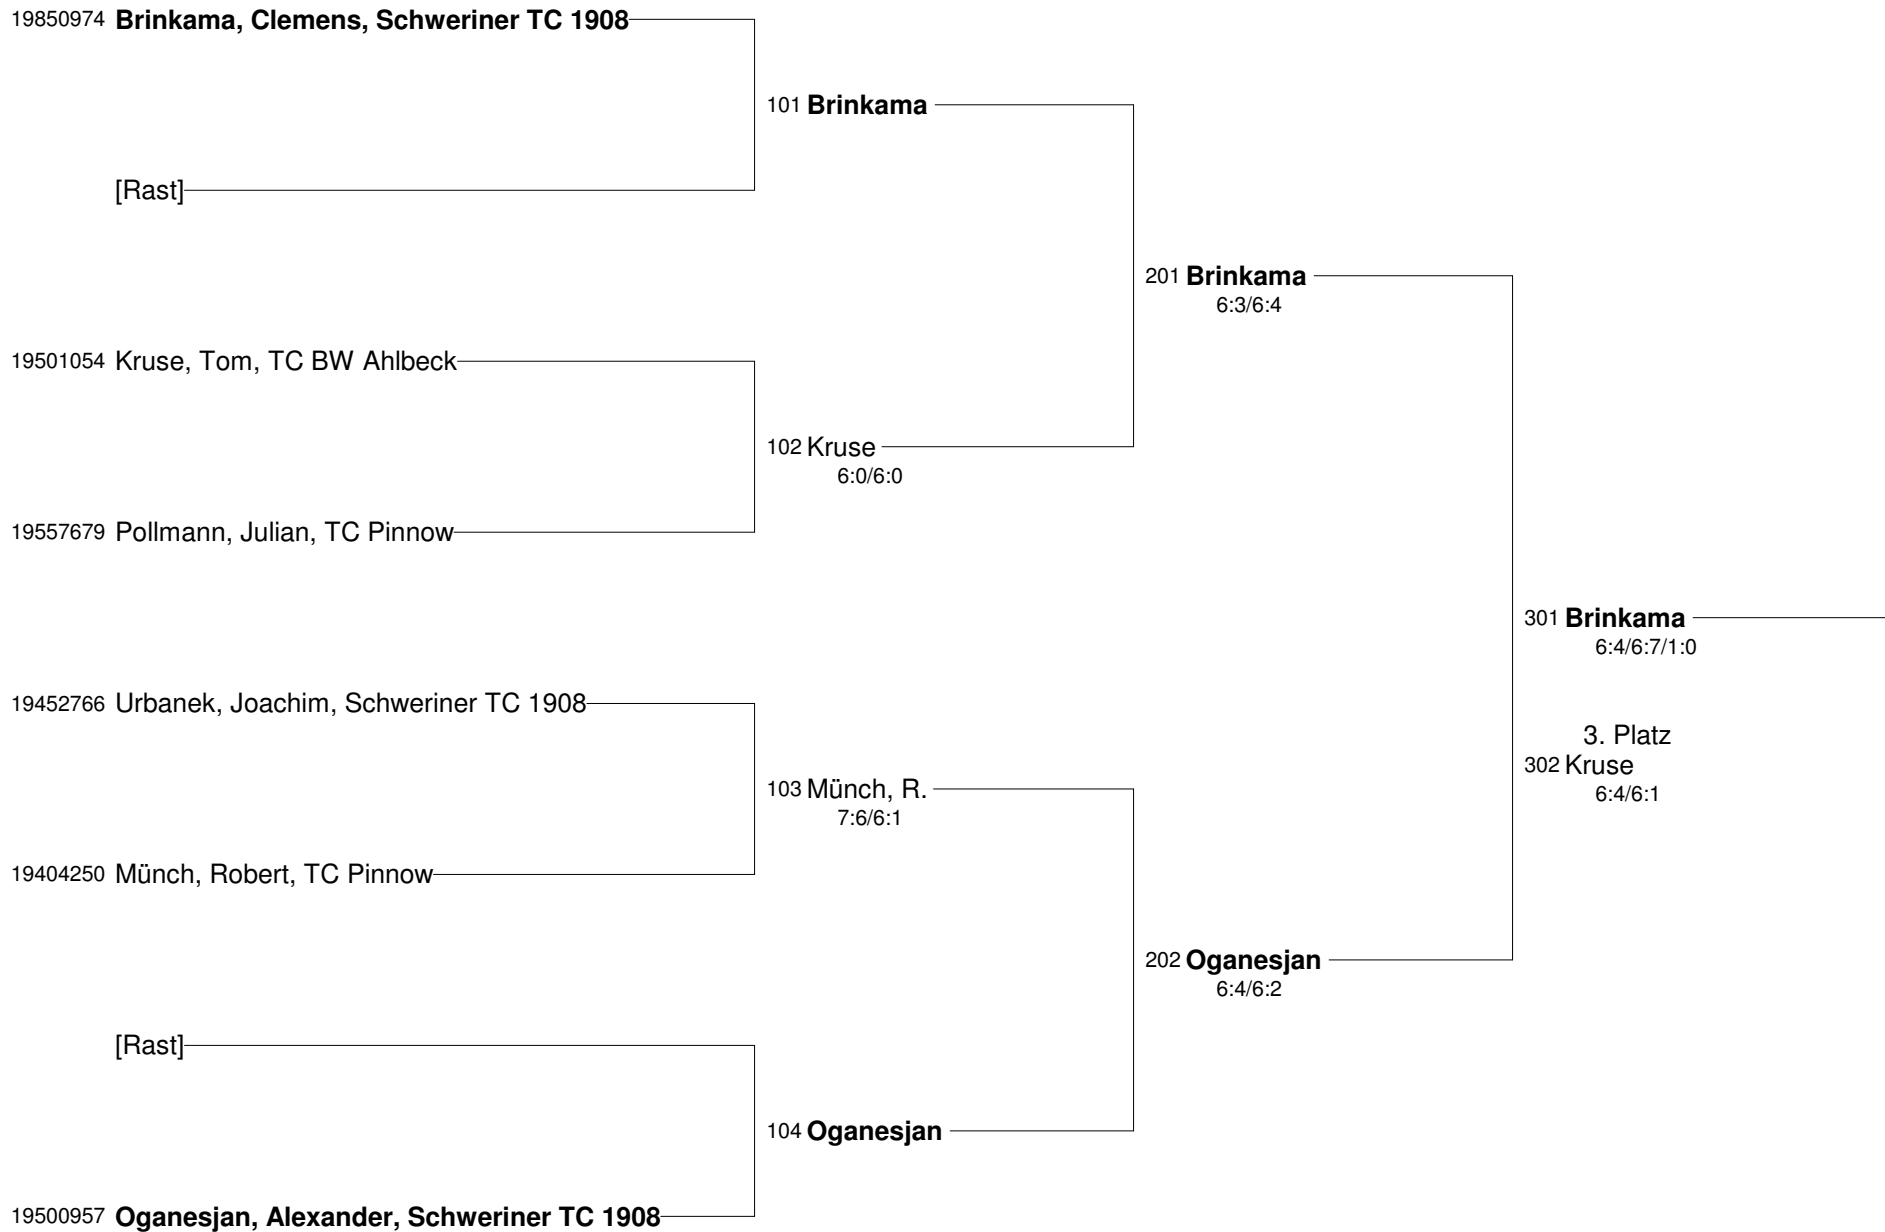 19850974 Brinkama, Clemens, Schweriner TC 1908
101 Brinkama
[Rast]
201 Brinkama
6:3/6:4
19501054 Kruse, Tom, TC BW Ahlbeck
102 Kruse
6:0/6:0
19557679 Pollmann, Julian, TC Pinnow
301 Brinkama
6:4/6:7/1:0
19452766 Urbanek, Joachim, Schweriner TC 1908
3. Platz
302 Kruse
6:4/6:1
103 Münch, R.
7:6/6:1
19404250 Münch, Robert, TC Pinnow
202 Oganesjan
6:4/6:2
[Rast]
104 Oganesjan
19500957 Oganesjan, Alexander, Schweriner TC 1908